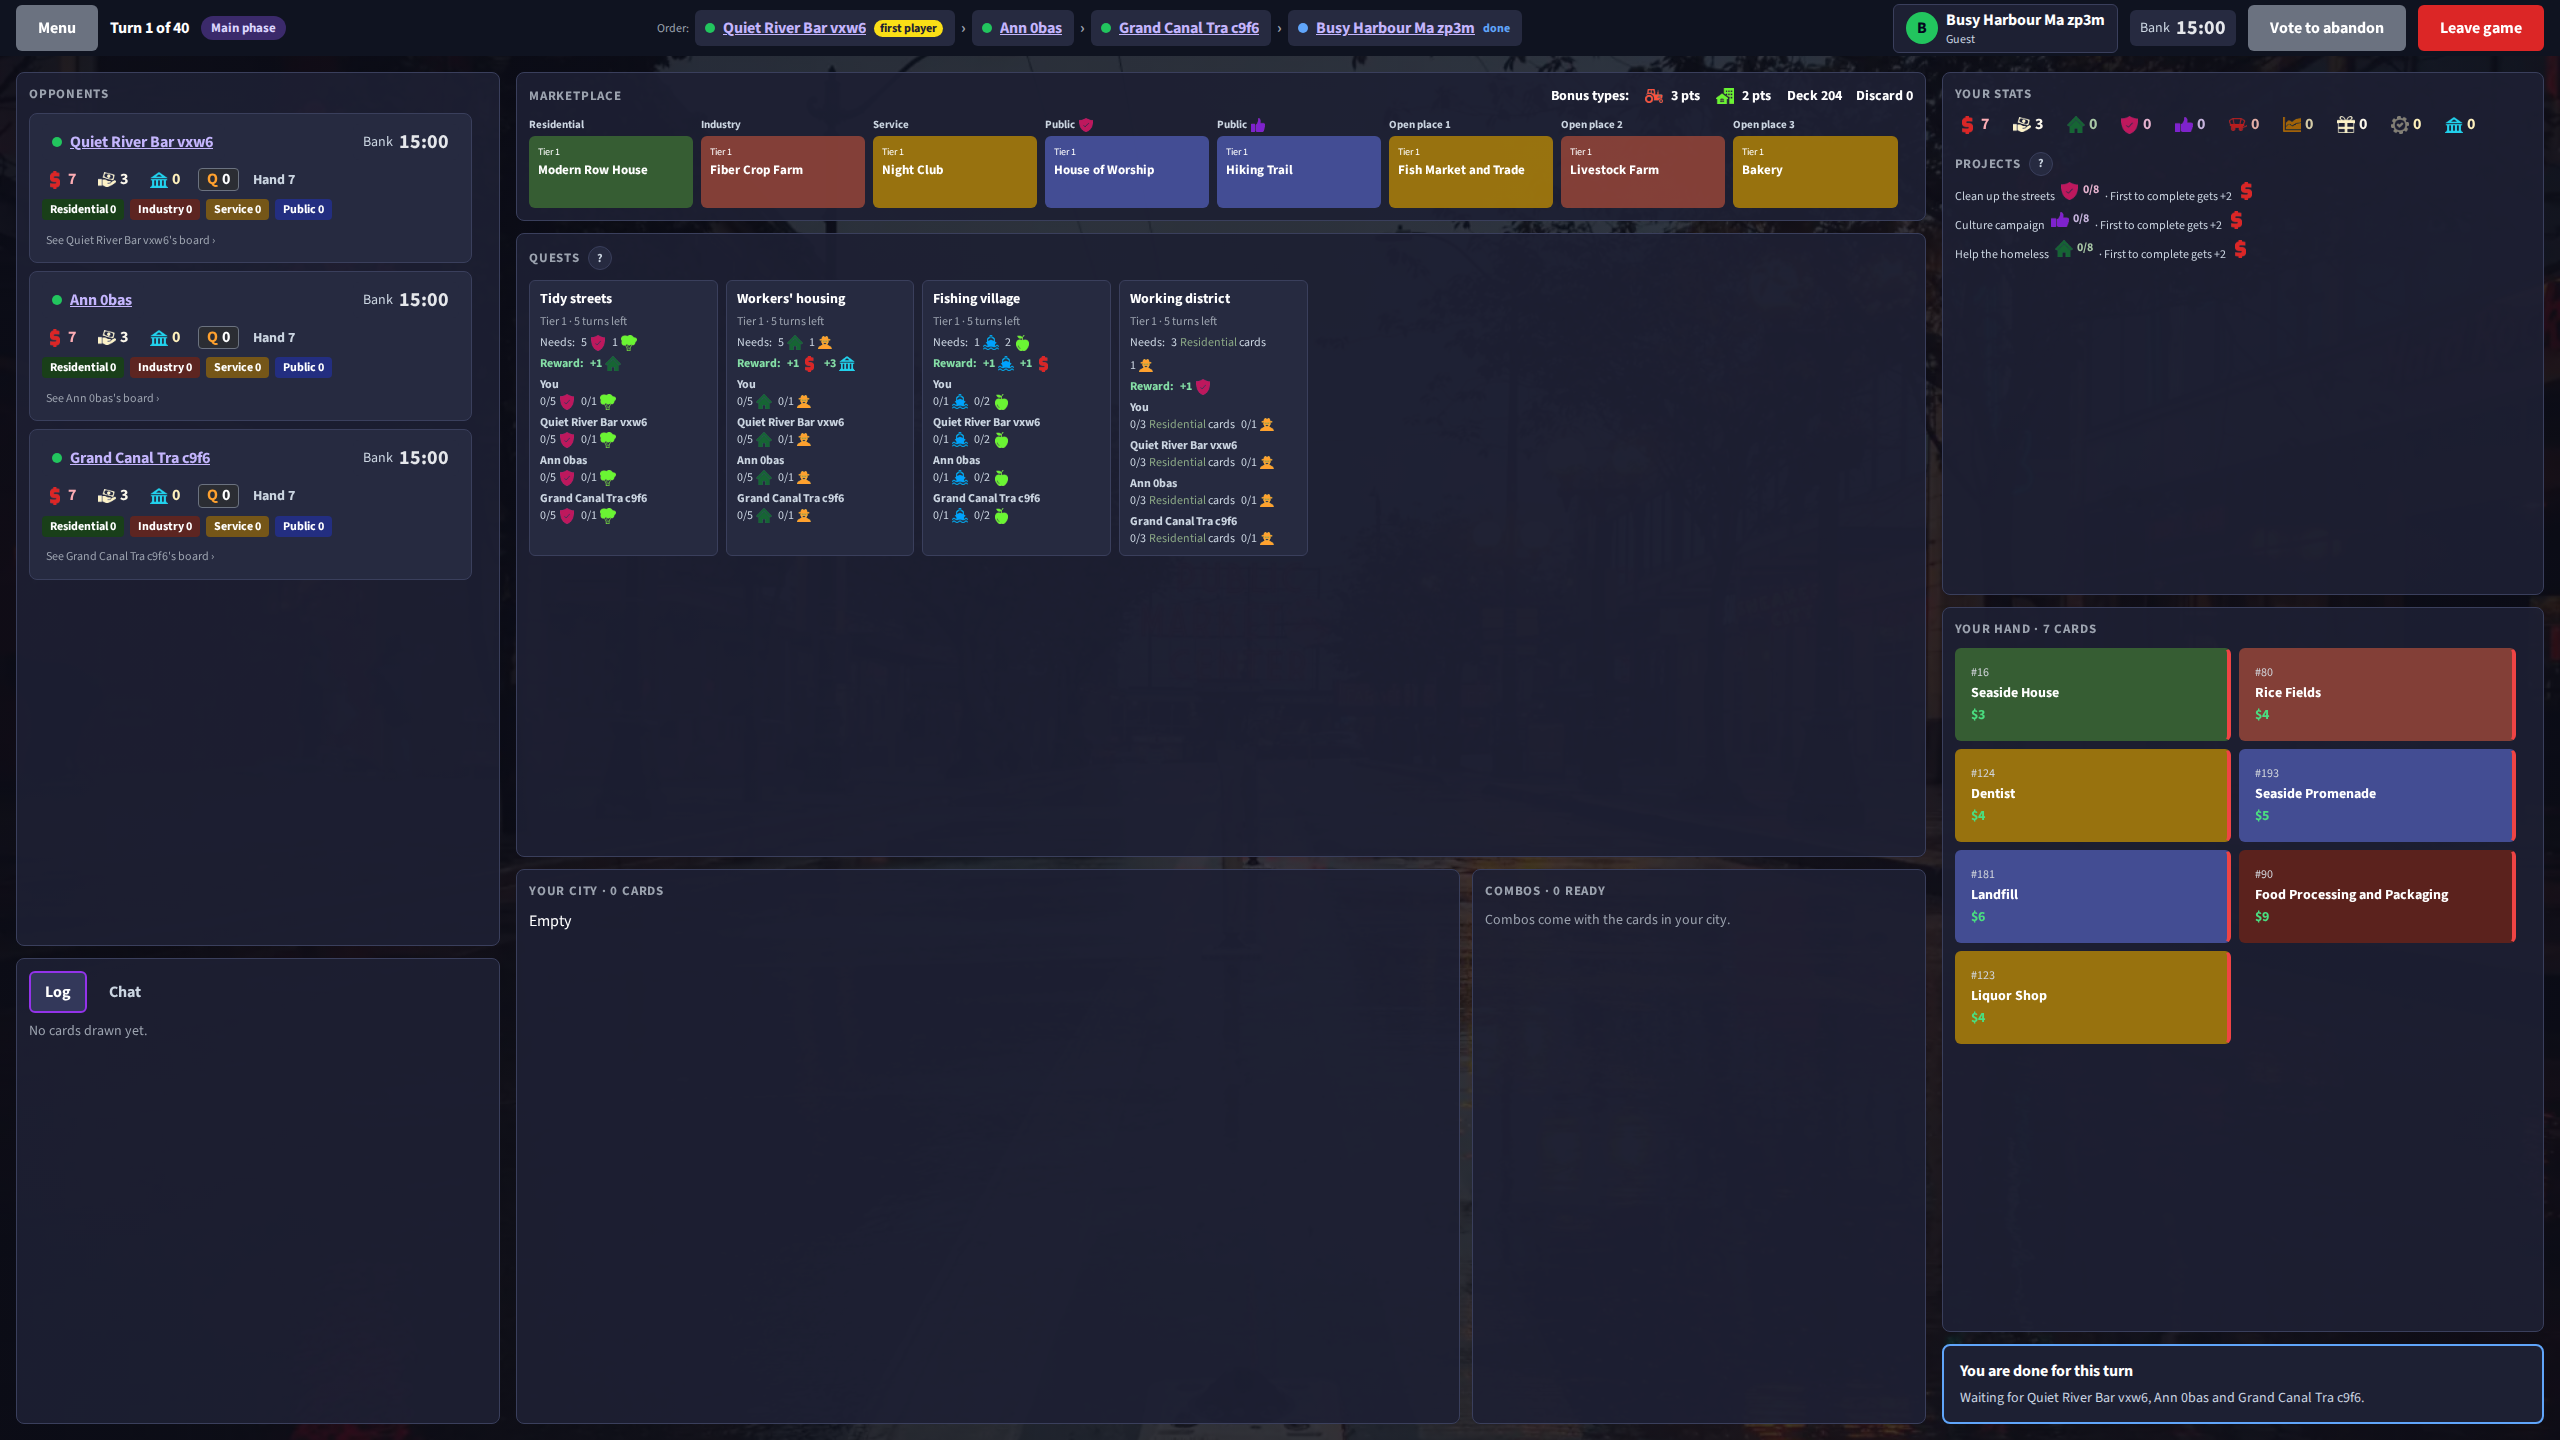 Menu Turn 1 of 40 Main phase Order: Quiet River Bar vxw6 first player › Ann 0bas › Grand Canal Tra c9f6 › Busy Harbour Ma zp3m done B Busy Harbour Ma zp3m Guest Bank 15:00 Vote to abandon Leave game
OPPONENTS
Quiet River Bar vxw6 Bank 15:00
7 3 0 Q 0 Hand 7
Residential 0 Industry 0 Service 0 Public 0
See Quiet River Bar vxw6's board ›
Ann 0bas Bank 15:00
7 3 0 Q 0 Hand 7
Residential 0 Industry 0 Service 0 Public 0
See Ann 0bas's board ›
Grand Canal Tra c9f6 Bank 15:00
7 3 0 Q 0 Hand 7
Residential 0 Industry 0 Service 0 Public 0
See Grand Canal Tra c9f6's board ›
Log Chat
No cards drawn yet.
MARKETPLACE Bonus types: 3 pts 2 pts Deck 204 Discard 0
Residential Industry Service Public Public Open place 1 Open place 2 Open place 3
Tier 1 Tier 1 Tier 1 Tier 1 Tier 1 Tier 1 Tier 1 Tier 1
Modern Row House Fiber Crop Farm Night Club House of Worship Hiking Trail Fish Market and Trade Livestock Farm Bakery
QUESTS ?
Tidy streets
Tier 1 · 5 turns left
Needs: 5 1
Reward: +1
You
0/5 0/1
Quiet River Bar vxw6
0/5 0/1
Ann 0bas
0/5 0/1
Grand Canal Tra c9f6
0/5 0/1
Workers' housing
Tier 1 · 5 turns left
Needs: 5 1
Reward: +1 +3
You
0/5 0/1
Quiet River Bar vxw6
0/5 0/1
Ann 0bas
0/5 0/1
Grand Canal Tra c9f6
0/5 0/1
Fishing village
Tier 1 · 5 turns left
Needs: 1 2
Reward: +1 +1
You
0/1 0/2
Quiet River Bar vxw6
0/1 0/2
Ann 0bas
0/1 0/2
Grand Canal Tra c9f6
0/1 0/2
Working district
Tier 1 · 5 turns left
Needs: 3 Residential cards
1
Reward: +1
You
0/3 Residential cards 0/1
Quiet River Bar vxw6
0/3 Residential cards 0/1
Ann 0bas
0/3 Residential cards 0/1
Grand Canal Tra c9f6
0/3 Residential cards 0/1
YOUR CITY · 0 CARDS
Empty
COMBOS · 0 READY
Combos come with the cards in your city.
YOUR STATS
7 3 0 0 0 0 0 0 0 0
PROJECTS ?
Clean up the streets 0/8 · First to complete gets +2
Culture campaign 0/8 · First to complete gets +2
Help the homeless 0/8 · First to complete gets +2
YOUR HAND · 7 CARDS
#16
Seaside House
$3
#80
Rice Fields
$4
#124
Dentist
$4
#193
Seaside Promenade
$5
#181
Landfill
$6
#90
Food Processing and Packaging
$9
#123
Liquor Shop
$4
You are done for this turn
Waiting for Quiet River Bar vxw6, Ann 0bas and Grand Canal Tra c9f6.